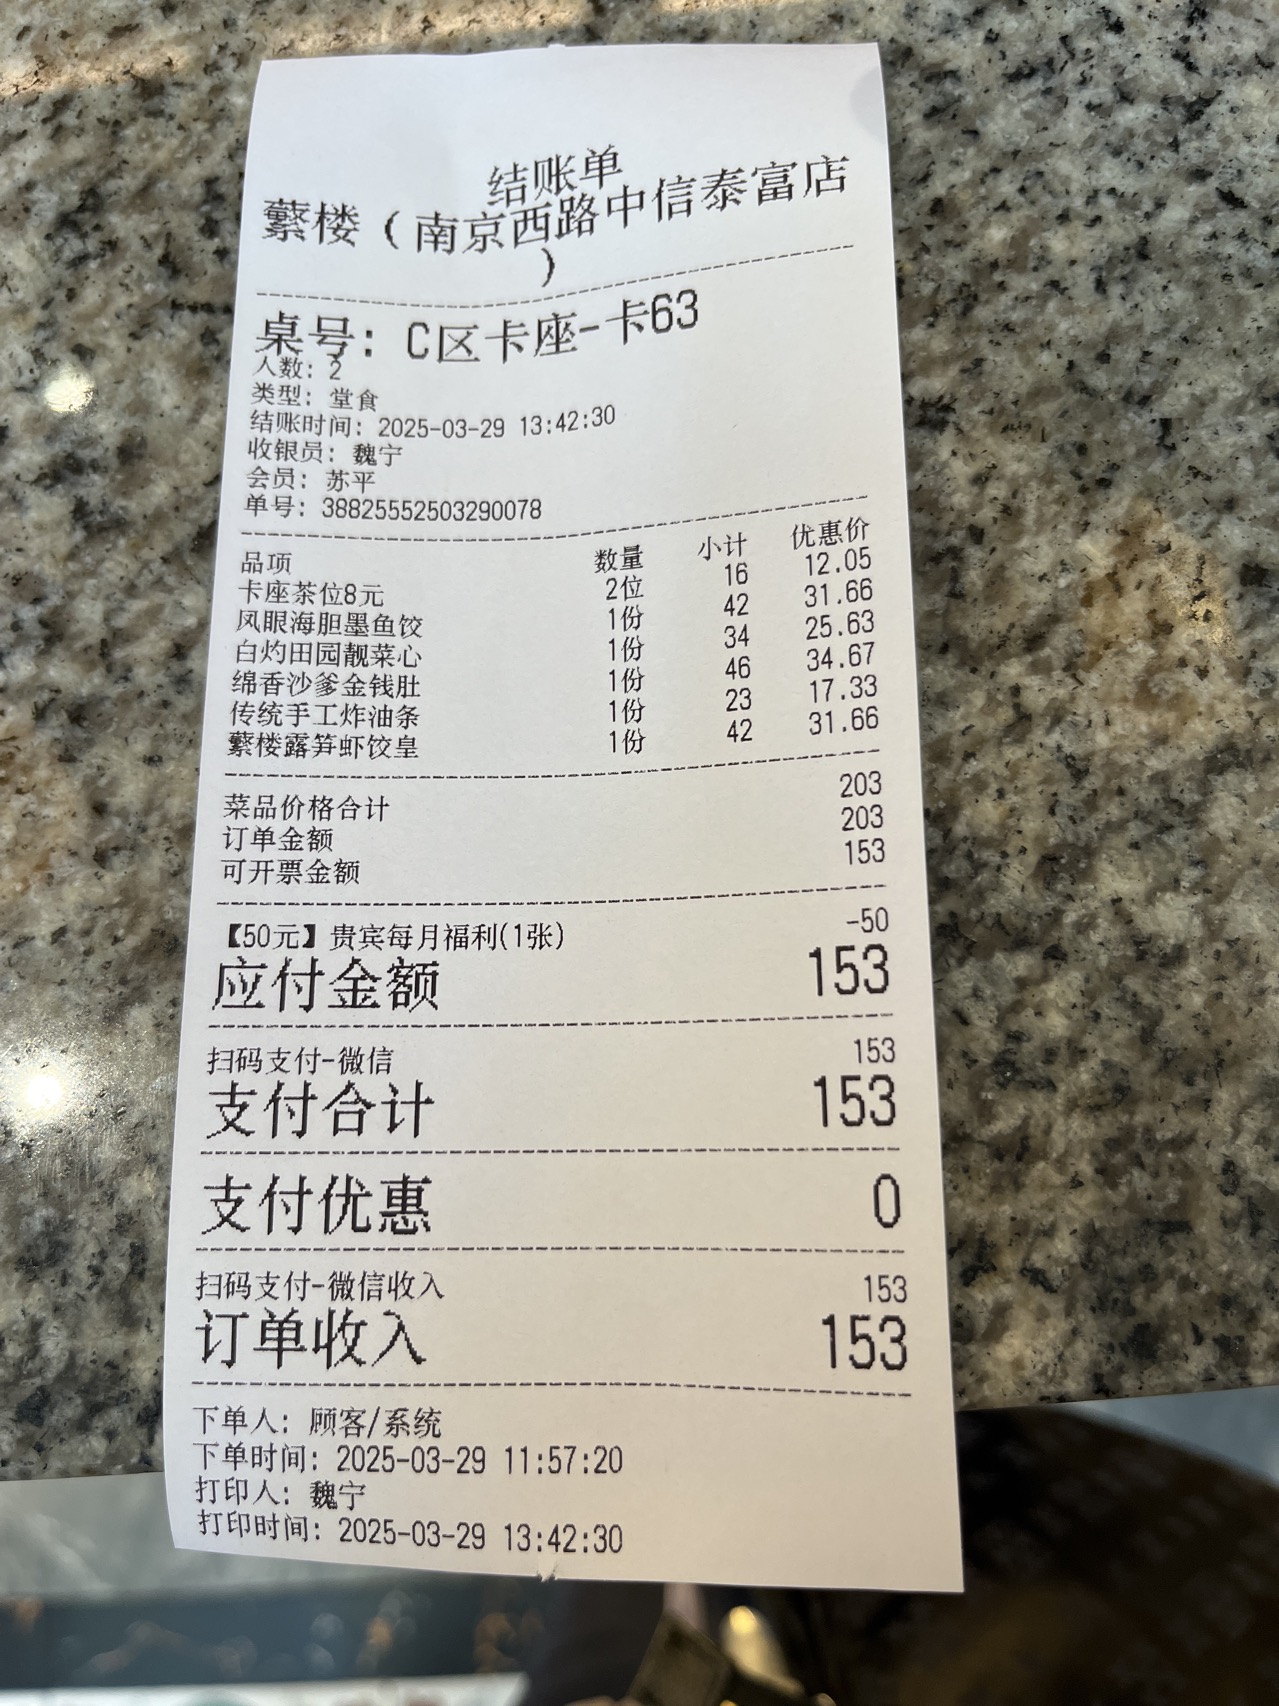 结账单
蘩楼（南京西路中信泰富店
）
桌号：C区卡座-卡63
人数：2
类型：堂食
结账时间：2025-03-29 13:42:30
收银员：魏宁
会员：苏平
单号：38825552503290078
品项 数量 小计 优惠价
卡座茶位8元 2位 16 12.05
凤眼海胆墨鱼饺 1份 42 31.66
白灼田园靓菜心 1份 34 25.63
绵香沙爹金钱肚 1份 46 34.67
传统手工炸油条 1份 23 17.33
蘩楼露笋虾饺皇 1份 42 31.66
菜品价格合计 203
订单金额 203
可开票金额 153
【50元】贵宾每月福利(1张) -50
应付金额 153
扫码支付-微信 153
支付合计 153
支付优惠 0
扫码支付-微信收入 153
订单收入 153
下单人：顾客/系统
下单时间：2025-03-29 11:57:20
打印人：魏宁
打印时间：2025-03-29 13:42:30